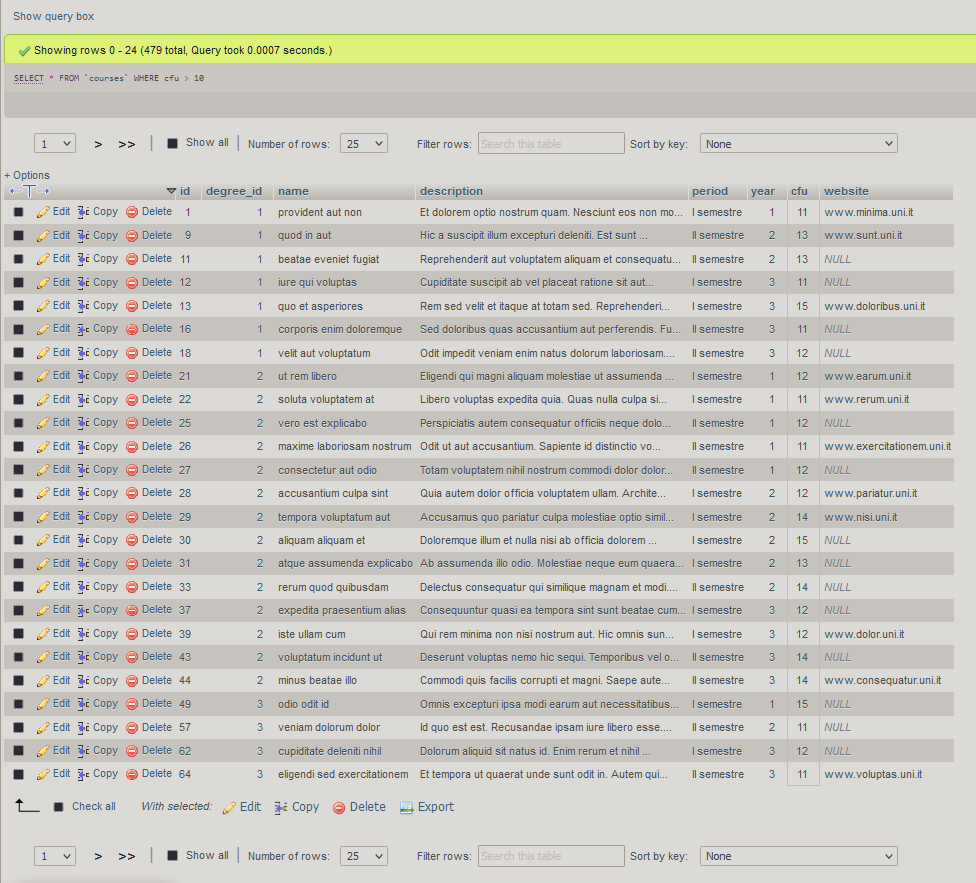 Show query box
Showing rows 0 - 24 (479 total, Query took 0.0007 seconds.)
SELECT * FROM `courses` WHERE cfu > 10
1 > >> Show all Number of rows: 25 Filter rows: Search this table Sort by key: None
+ Options
id degree_id name description period year cfu website
Edit Copy Delete 1 1 provident aut non Et dolorem optio nostrum quam. Nesciunt eos non mo... I semestre 1 11 www.minima.uni.it
Edit Copy Delete 9 1 quod in aut Hic a suscipit illum excepturi deleniti. Est sunt ... II semestre 2 13 www.sunt.uni.it
Edit Copy Delete 11 1 beatae eveniet fugiat Reprehenderit aut voluptatem aliquam et consequatu... II semestre 2 13 NULL
Edit Copy Delete 12 1 iure qui voluptas Cupiditate suscipit ab vel placeat ratione sit aut... I semestre 3 11 NULL
Edit Copy Delete 13 1 quo et asperiores Rem sed velit et itaque at totam sed. Reprehenderi... I semestre 3 15 www.doloribus.uni.it
Edit Copy Delete 16 1 corporis enim doloremque Sed doloribus quas accusantium aut perferendis. Fu... II semestre 3 11 NULL
Edit Copy Delete 18 1 velit aut voluptatum Odit impedit veniam enim natus dolorum laboriosam.... II semestre 3 12 NULL
Edit Copy Delete 21 2 ut rem libero Eligendi qui magni aliquam molestiae ut assumenda ... I semestre 1 12 www.earum.uni.it
Edit Copy Delete 22 2 soluta voluptatem at Libero voluptas expedita quia. Quas nulla culpa si... I semestre 1 11 www.rerum.uni.it
Edit Copy Delete 25 2 vero est explicabo Perspiciatis autem consequatur officiis neque dolo... II semestre 1 12 NULL
Edit Copy Delete 26 2 maxime laboriosam nostrum Odit ut aut accusantium. Sapiente id distinctio vo... II semestre 1 11 www.exercitationem.uni.it
Edit Copy Delete 27 2 consectetur aut odio Totam voluptatem nihil nostrum commodi dolor dolor... II semestre 1 12 NULL
Edit Copy Delete 28 2 accusantium culpa sint Quia autem dolor officia voluptatem ullam. Archite... I semestre 2 12 www.pariatur.uni.it
Edit Copy Delete 29 2 tempora voluptatum aut Accusamus quo pariatur culpa molestiae optio simil... I semestre 2 14 www.nisi.uni.it
Edit Copy Delete 30 2 aliquam aliquam et Doloremque illum et nulla nisi ab officia dolorem ... I semestre 2 15 NULL
Edit Copy Delete 31 2 atque assumenda explicabo Ab assumenda illo odio. Molestiae neque eum quaera... I semestre 2 13 NULL
Edit Copy Delete 33 2 rerum quod quibusdam Delectus consequatur qui similique magnam et modi.... II semestre 2 14 NULL
Edit Copy Delete 37 2 expedita praesentium alias Consequuntur quasi ea tempora sint sunt beatae cum... I semestre 3 12 NULL
Edit Copy Delete 39 2 iste ullam cum Qui rem minima non nisi nostrum aut. Hic omnis sun... I semestre 3 12 www.dolor.uni.it
Edit Copy Delete 43 2 voluptatum incidunt ut Deserunt voluptas nemo hic sequi. Temporibus vel o... II semestre 3 14 NULL
Edit Copy Delete 44 2 minus beatae illo Commodi quis facilis corrupti et magni. Saepe aute... II semestre 3 14 www.consequatur.uni.it
Edit Copy Delete 49 3 odio odit id Omnis excepturi ipsa modi earum aut necessitatibus... I semestre 1 15 NULL
Edit Copy Delete 57 3 veniam dolorum dolor Id quo est est. Recusandae ipsam iure libero esse.... II semestre 2 11 NULL
Edit Copy Delete 62 3 cupiditate deleniti nihil Dolorum aliquid sit natus id. Enim rerum et nihil ... I semestre 3 12 NULL
Edit Copy Delete 64 3 eligendi sed exercitationem Et tempora ut quaerat unde sunt odit in. Autem qui... II semestre 3 11 www.voluptas.uni.it
Check all With selected: Edit Copy Delete Export
1 > >> Show all Number of rows: 25 Filter rows: Search this table Sort by key: None